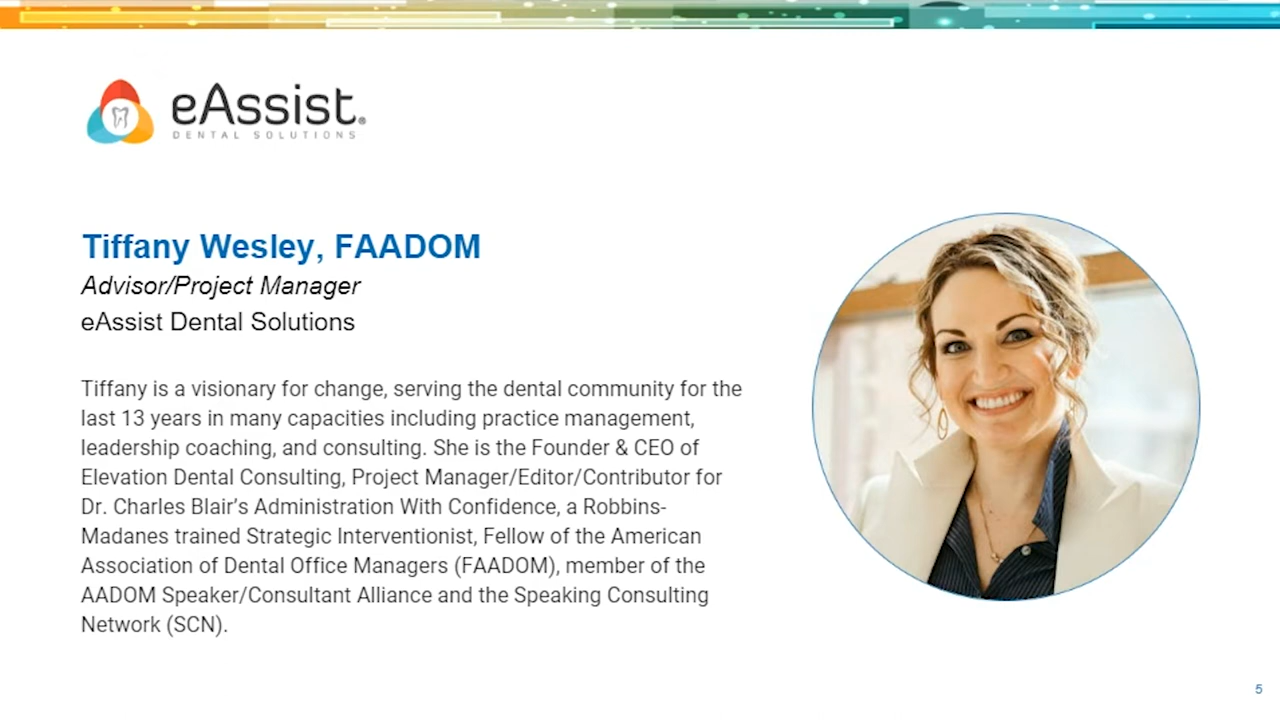 eAssist®
DENTAL SOLUTIONS
Tiffany Wesley, FAADOM
Advisor/Project Manager
eAssist Dental Solutions
Tiffany is a visionary for change, serving the dental community for the
last 13 years in many capacities including practice management,
leadership coaching, and consulting. She is the Founder & CEO of
Elevation Dental Consulting, Project Manager/Editor/Contributor for
Dr. Charles Blair’s Administration With Confidence, a Robbins-
Madanes trained Strategic Interventionist, Fellow of the American
Association of Dental Office Managers (FAADOM), member of the
AADOM Speaker/Consultant Alliance and the Speaking Consulting
Network (SCN).
5